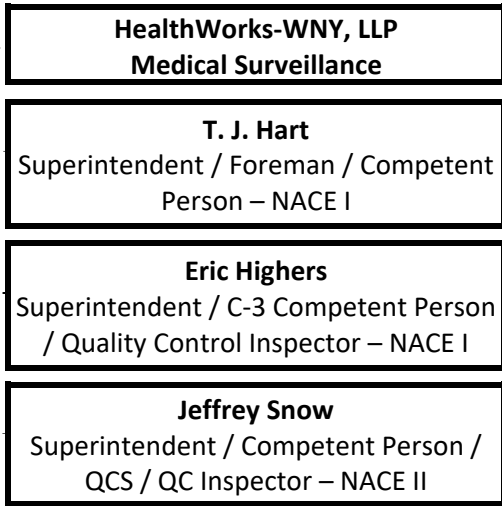 HealthWorks-WNY, LLP
Medical Surveillance
T. J. Hart
Superintendent / Foreman / Competent
Person – NACE I
Eric Highers
Superintendent / C-3 Competent Person
/ Quality Control Inspector – NACE I
Jeffrey Snow
Superintendent / Competent Person /
QCS / QC Inspector – NACE II